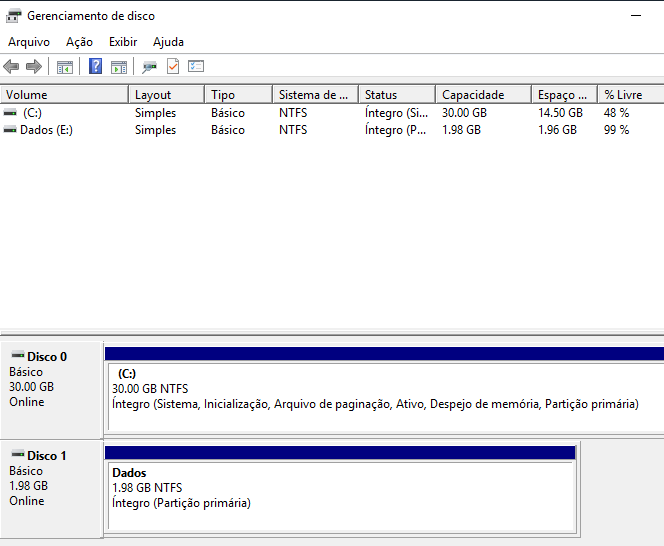 Gerenciamento de disco
Arquivo Ação Exibir Ajuda
Volume Layout Tipo Sistema de ... Status Capacidade Espaço ... % Livre
(C:) Simples Básico NTFS Íntegro (Si... 30.00 GB 14.50 GB 48 %
Dados (E:) Simples Básico NTFS Íntegro (P... 1.98 GB 1.96 GB 99 %
Disco 0
Básico
30.00 GB
Online
(C:)
30.00 GB NTFS
Íntegro (Sistema, Inicialização, Arquivo de paginação, Ativo, Despejo de memória, Partição primária)
Disco 1
Básico
1.98 GB
Online
Dados
1.98 GB NTFS
Íntegro (Partição primária)